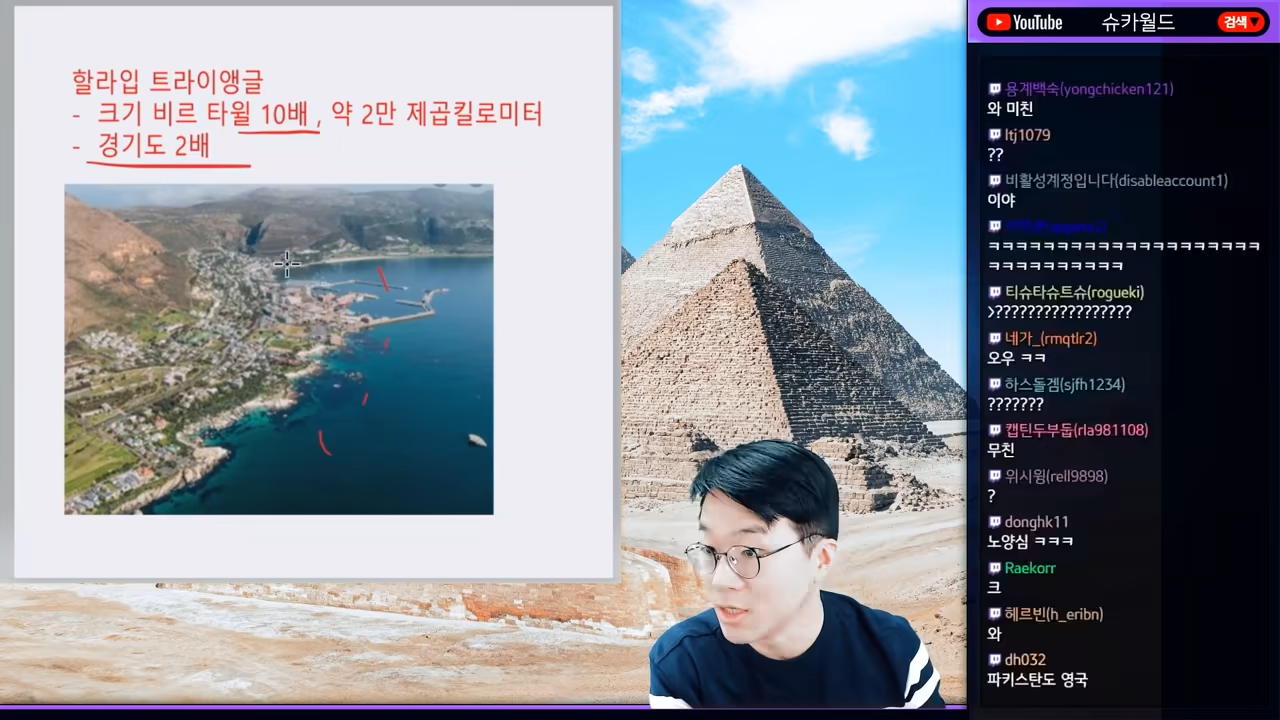 할라입 트라이앵글
- 크기 비르 타윌 10배, 약 2만 제곱킬로미터
- 경기도 2배
YouTube 슈카월드 검색
용계백숙(yongchicken121)
와 미친
ltj1079
??
비활성계정입니다(disableaccount1)
이야
ㅋㅋㅋㅋㅋㅋㅋㅋㅋㅋㅋㅋㅋㅋㅋㅋㅋㅋㅋㅋ
ㅋㅋㅋㅋㅋㅋㅋㅋㅋㅋ
티슈타슈트슈(rogueki)
>?????????????????
네가_(rmqtlr2)
오우 ㅋㅋ
하스돌겜(sjfh1234)
???????
캡틴두부둡(rla981108)
무친
위시윔(rell9898)
?
donghk11
노양심 ㅋㅋㅋ
Raekorr
크
헤르빈(h_eribn)
와
dh032
파키스탄도 영국